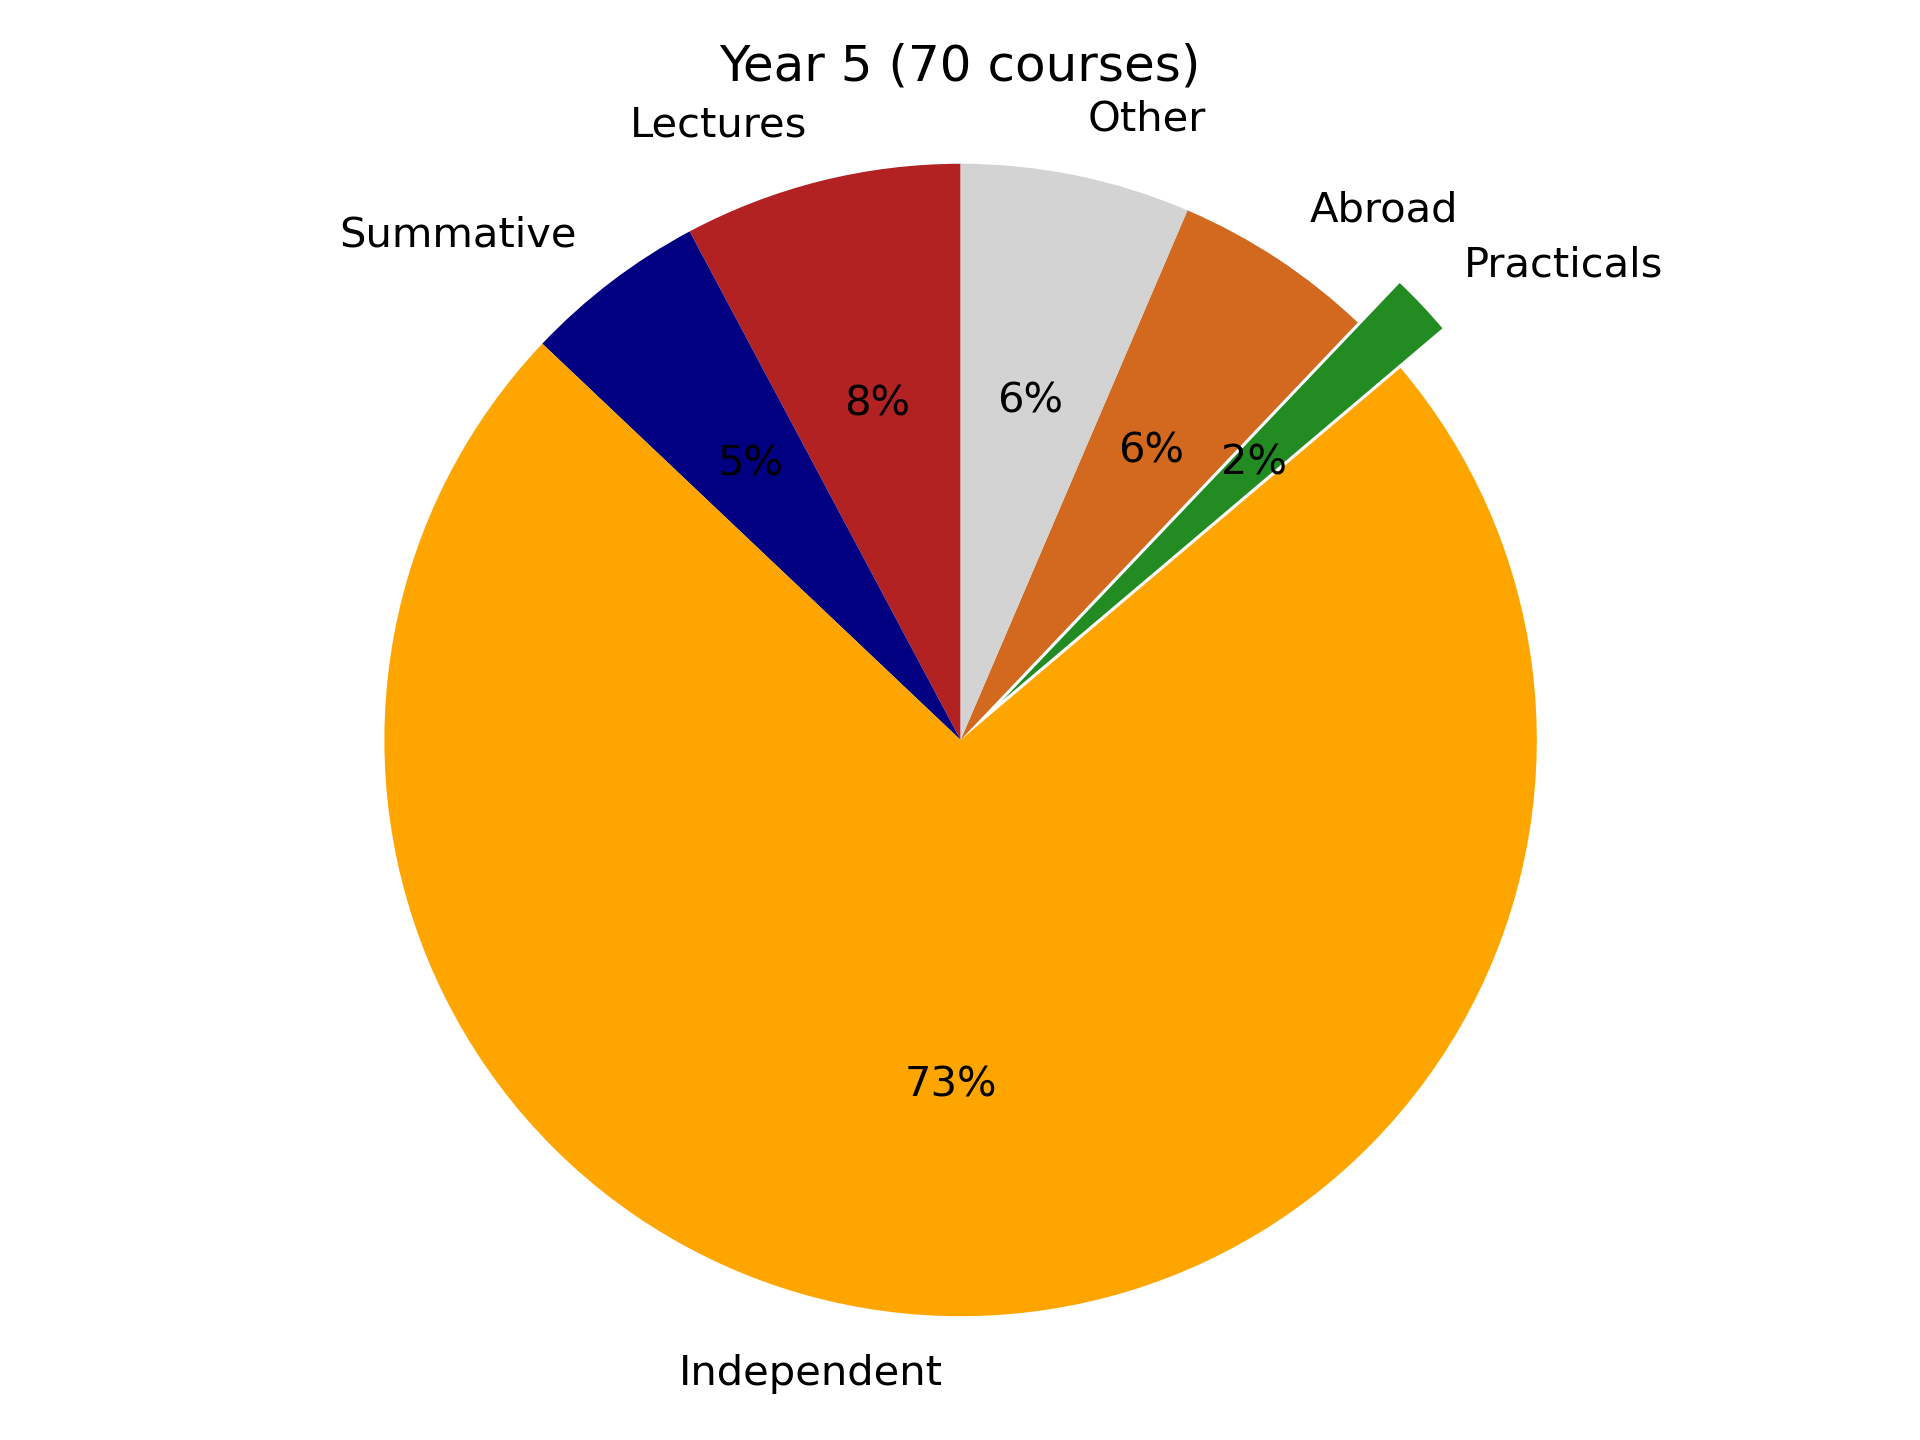 Year 5 (70 courses)
Lectures
Other
Summative
Abroad
Practicals
8%
6%
5%
6%
2%
73%
Independent